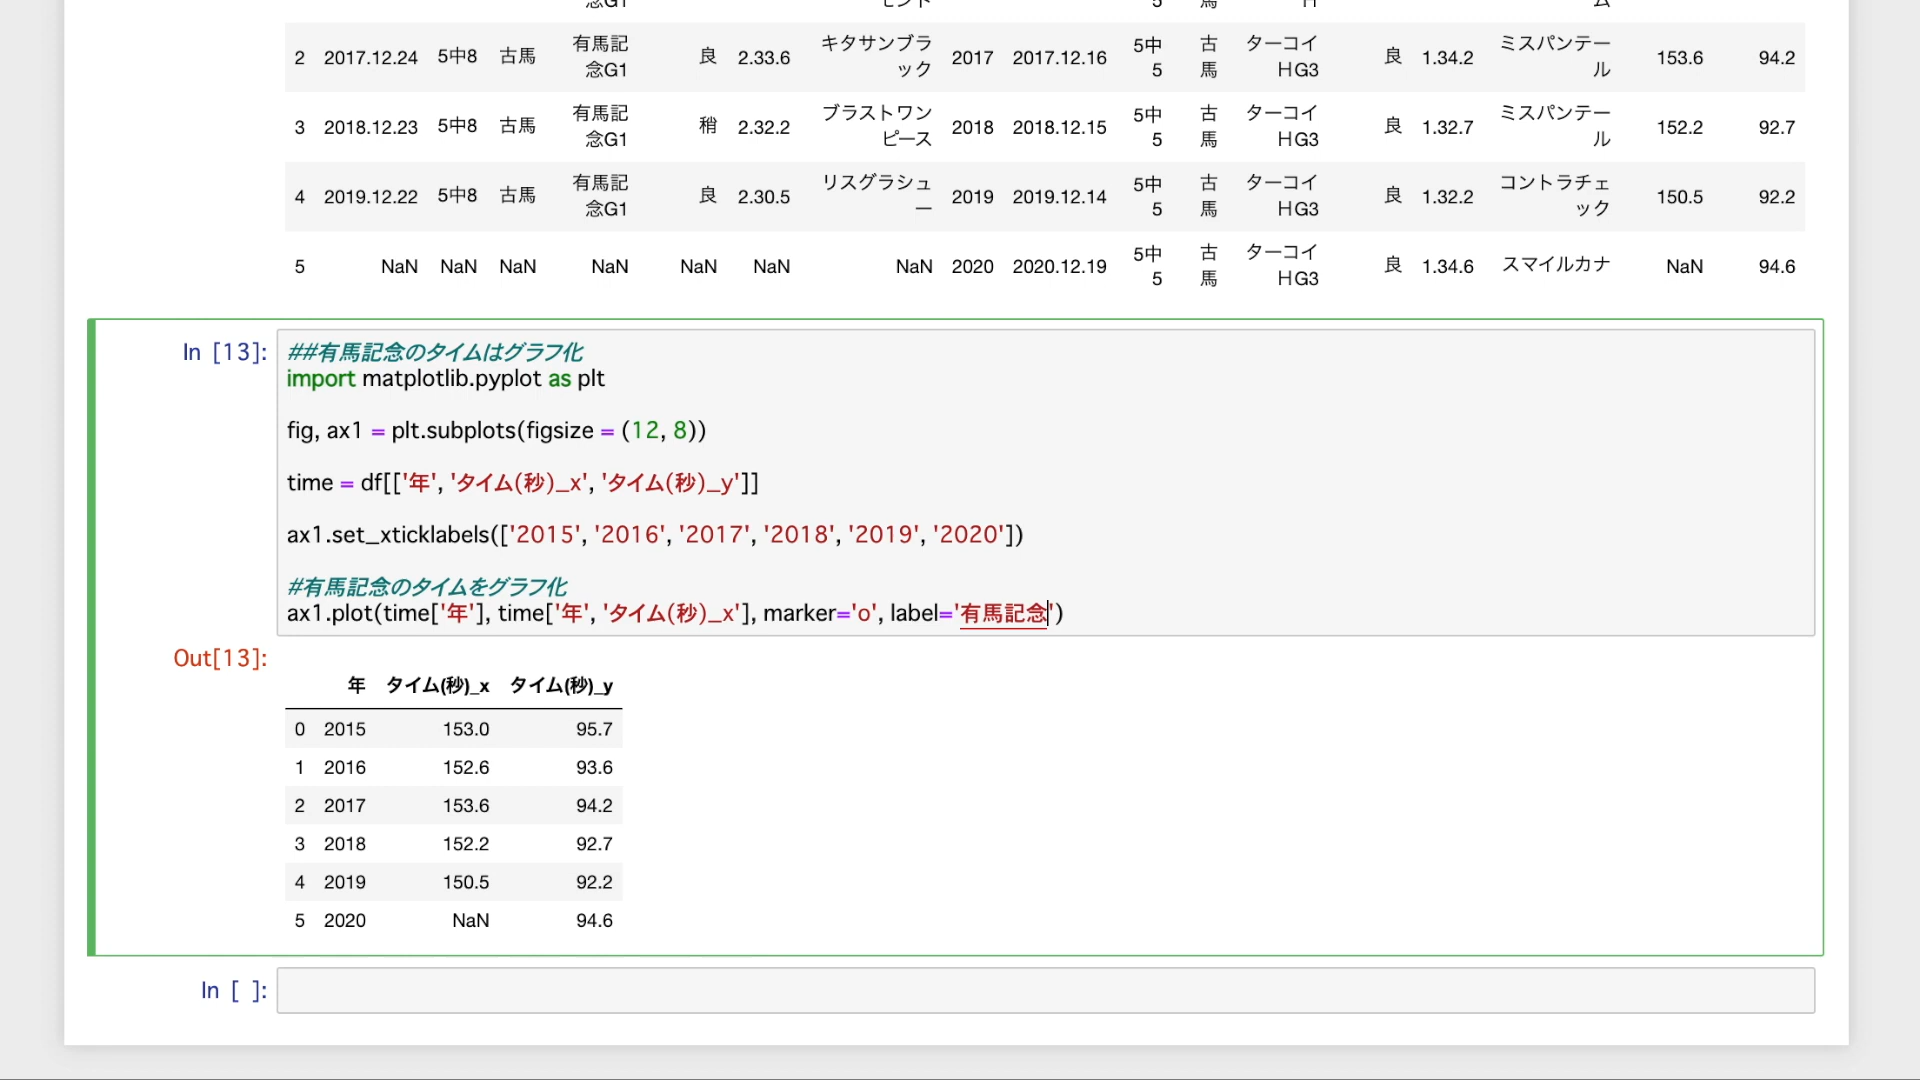 2 2017.12.24 5中8 古馬 有馬記念G1 良 2.33.6 キタサンブラック 2017 2017.12.16 5中5 古馬 ターコイHG3 良 1.34.2 ミスパンテール 153.6 94.2
3 2018.12.23 5中8 古馬 有馬記念G1 稍 2.32.2 ブラストワンピース 2018 2018.12.15 5中5 古馬 ターコイHG3 良 1.32.7 ミスパンテール 152.2 92.7
4 2019.12.22 5中8 古馬 有馬記念G1 良 2.30.5 リスグラシュー 2019 2019.12.14 5中5 古馬 ターコイHG3 良 1.32.2 コントラチェック 150.5 92.2
5 NaN NaN NaN NaN NaN NaN NaN 2020 2020.12.19 5中5 古馬 ターコイHG3 良 1.34.6 スマイルカナ NaN 94.6
In [13]:
##有馬記念のタイムはグラフ化
import matplotlib.pyplot as plt
fig, ax1 = plt.subplots(figsize = (12, 8))
time = df[['年', 'タイム(秒)_x', 'タイム(秒)_y']]
ax1.set_xticklabels(['2015', '2016', '2017', '2018', '2019', '2020'])
#有馬記念のタイムをグラフ化
ax1.plot(time['年'], time['年', 'タイム(秒)_x'], marker='o', label='有馬記念')
Out[13]:
年 タイム(秒)_x タイム(秒)_y
0 2015 153.0 95.7
1 2016 152.6 93.6
2 2017 153.6 94.2
3 2018 152.2 92.7
4 2019 150.5 92.2
5 2020 NaN 94.6
In [ ]: